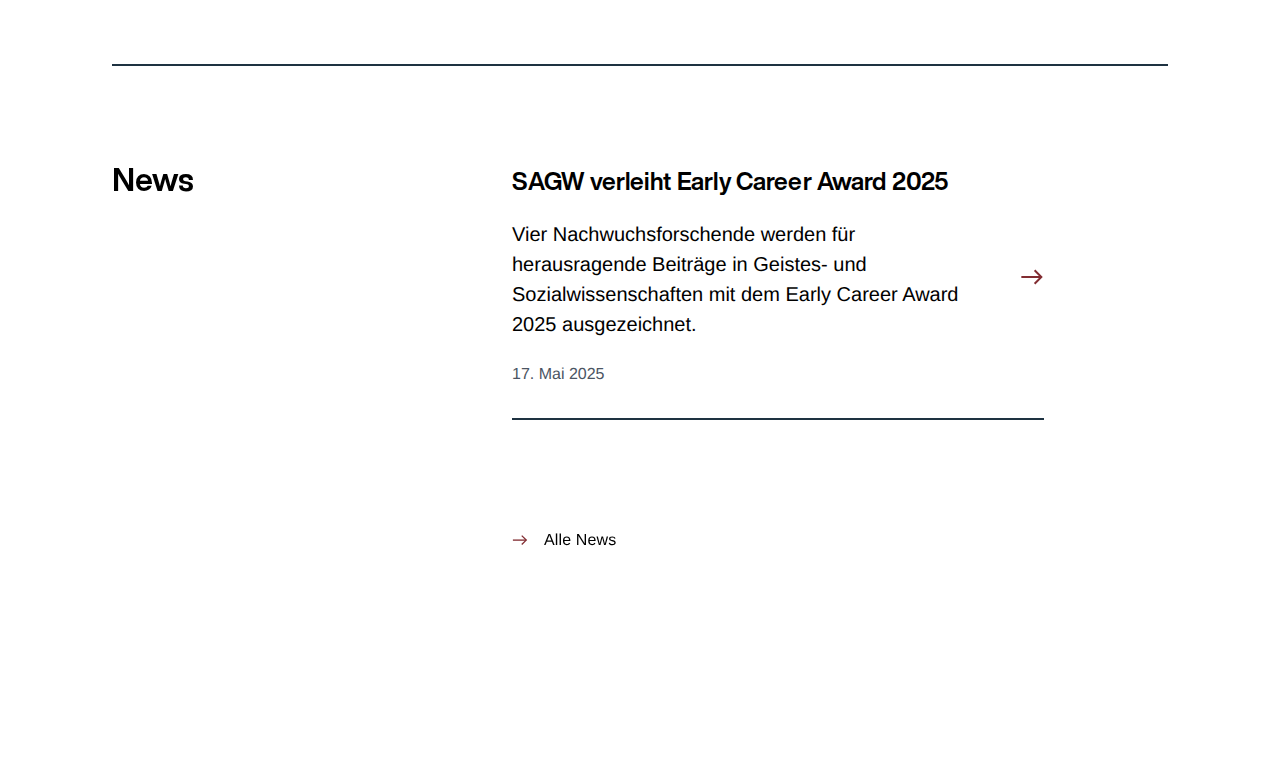 News
SAGW verleiht Early Career Award 2025
Vier Nachwuchsforschende werden für
herausragende Beiträge in Geistes- und
Sozialwissenschaften mit dem Early Career Award
2025 ausgezeichnet.
17. Mai 2025
Alle News